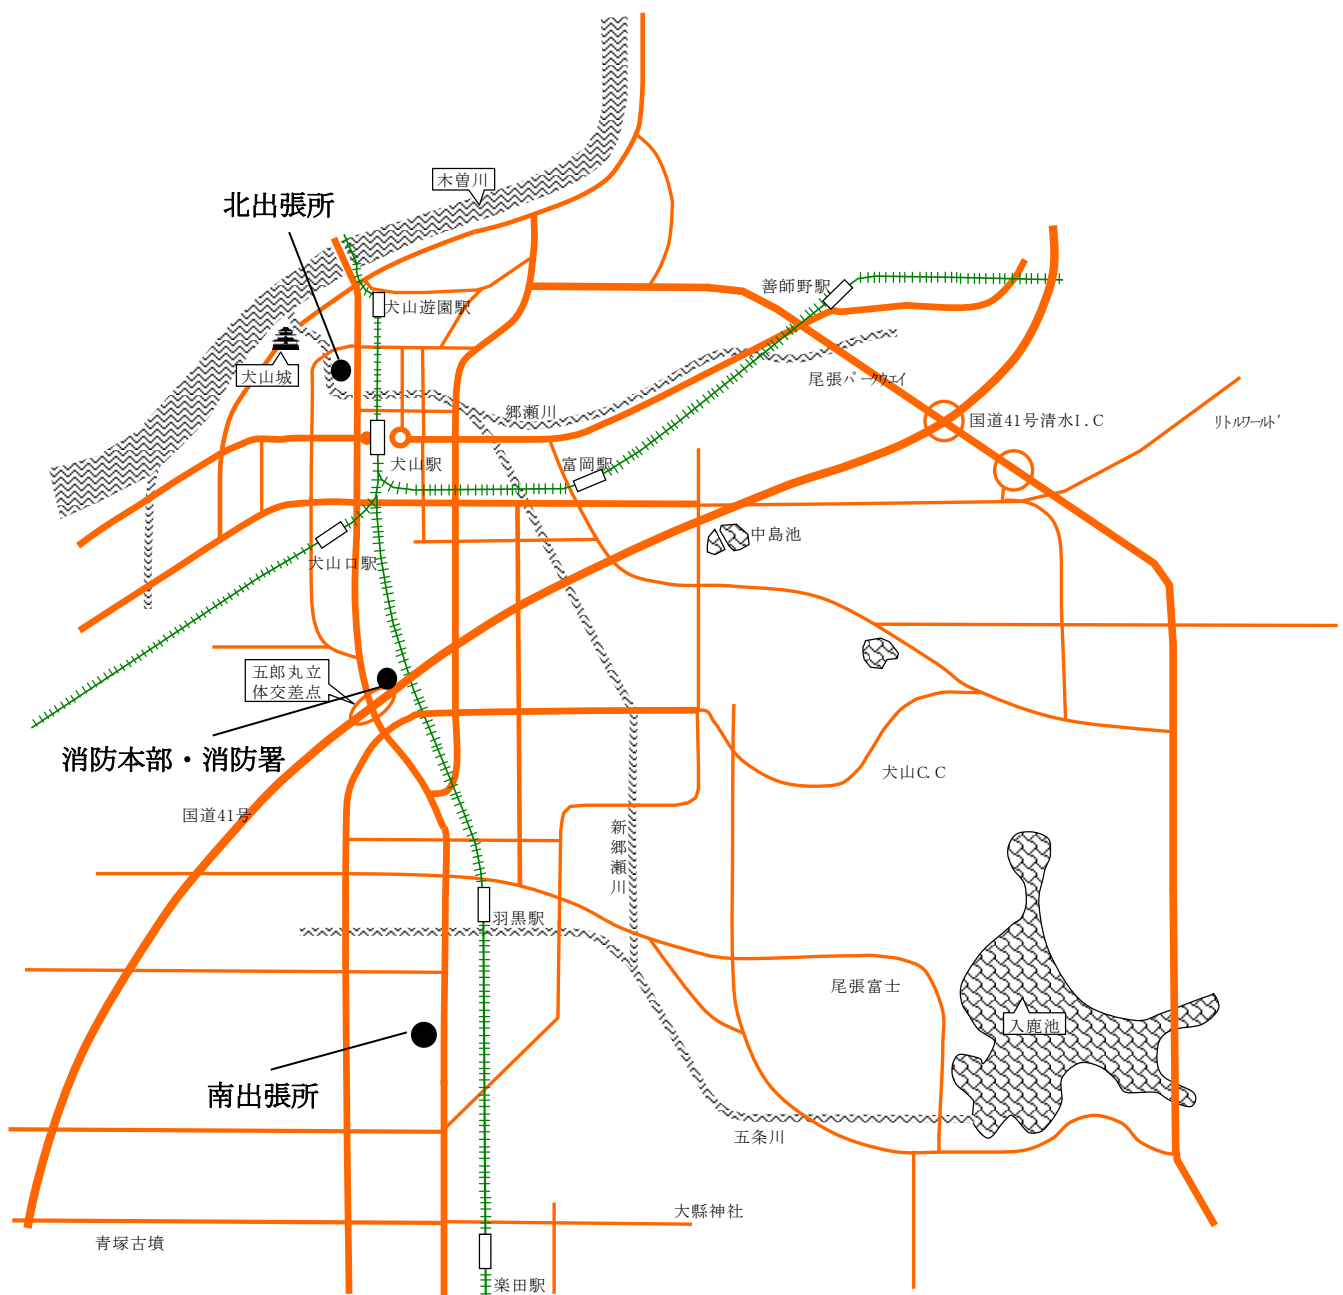 木曽川
北出張所
善師野駅
犬山遊園駅
犬山城
尾張パークウエイ
郷瀬川
国道41号清水I.C
リトルワールド
犬山駅
富岡駅
中島池
犬山口駅
五郎丸立
体交差点
消防本部・消防署
犬山C.C
国道41号
新郷瀬川
羽黒駅
尾張富士
入鹿池
南出張所
五条川
大縣神社
青塚古墳
楽田駅